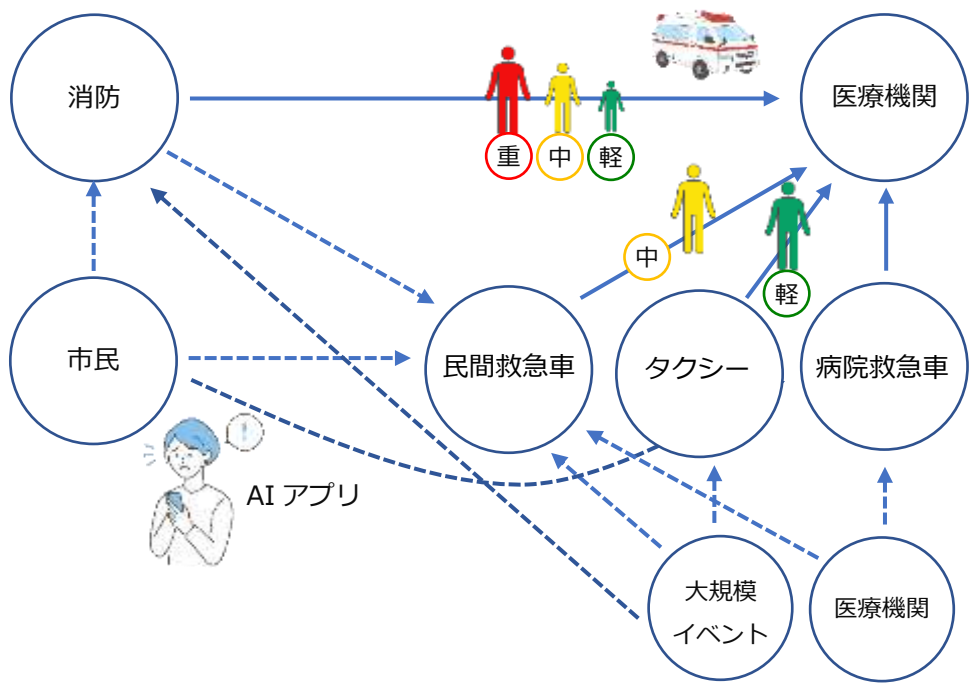 消防
医療機関
重
中
軽
中
軽
市民
民間救急車
タクシー
病院救急車
AI アプリ
大規模
イベント
医療機関